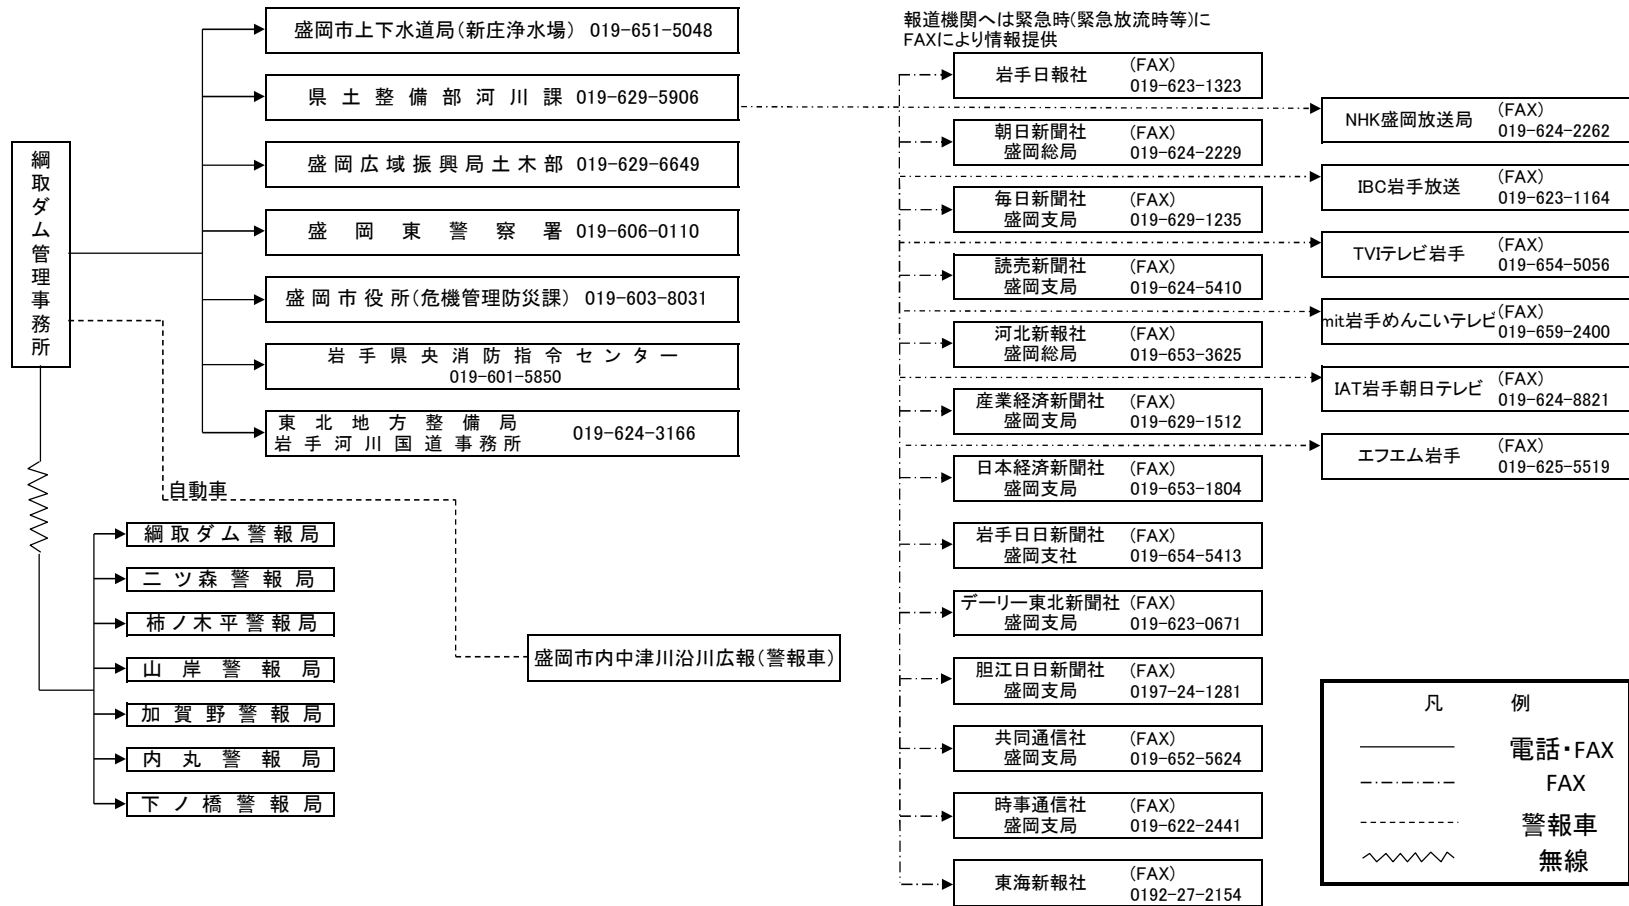 綱取ダム管理事務所
盛岡市上下水道局(新庄浄水場) 019-651-5048
県土整備部河川課 019-629-5906
盛岡広域振興局土木部 019-629-6649
盛岡東警察署 019-606-0110
盛岡市役所(危機管理防災課) 019-603-8031
岩手県央消防指令センター
019-601-5850
東北地方整備局
岩手河川国道事務所 019-624-3166
自動車
綱取ダム警報局
二ツ森警報局
柿ノ木平警報局
山岸警報局
加賀野警報局
内丸警報局
下ノ橋警報局
盛岡市内中津川沿川広報(警報車)
報道機関へは緊急時(緊急放流時等)に
FAXにより情報提供
岩手日報社 (FAX)
019-623-1323
朝日新聞社 (FAX)
盛岡総局 019-624-2229
毎日新聞社 (FAX)
盛岡支局 019-629-1235
読売新聞社 (FAX)
盛岡支局 019-624-5410
河北新報社 (FAX)
盛岡総局 019-653-3625
産業経済新聞社 (FAX)
盛岡支局 019-629-1512
日本経済新聞社 (FAX)
盛岡支局 019-653-1804
岩手日日新聞社 (FAX)
盛岡支社 019-654-5413
デーリー東北新聞社 (FAX)
盛岡支局 019-623-0671
胆江日日新聞社 (FAX)
盛岡支局 0197-24-1281
共同通信社 (FAX)
盛岡支局 019-652-5624
時事通信社 (FAX)
盛岡支局 019-622-2441
東海新報社 (FAX)
0192-27-2154
NHK盛岡放送局 (FAX)
019-624-2262
IBC岩手放送 (FAX)
019-623-1164
TVIテレビ岩手 (FAX)
019-654-5056
mit岩手めんこいテレビ (FAX)
019-659-2400
IAT岩手朝日テレビ (FAX)
019-624-8821
エフエム岩手 (FAX)
019-625-5519
凡 例
電話・FAX
FAX
警報車
無線